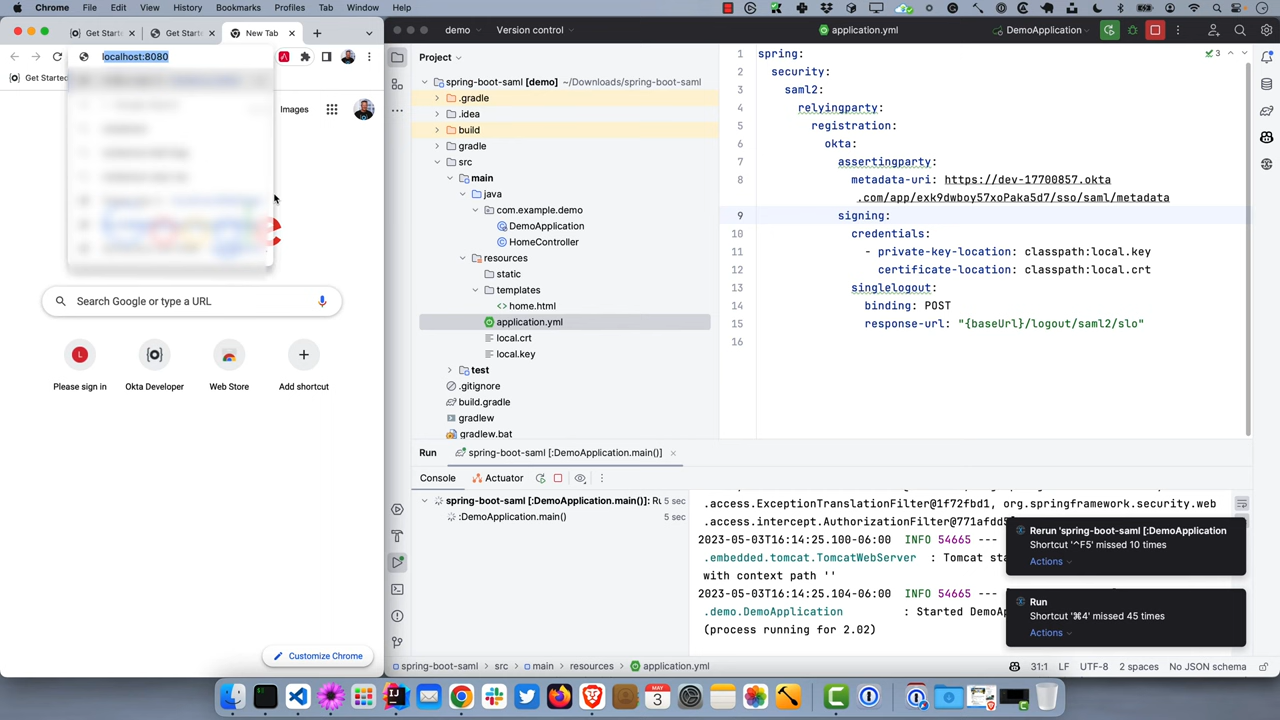 Chrome File Edit View History Bookmarks Profiles Tab Window Help
Get Starte
Get Starte
New Tab
localhost:8080
Get Started
Images
Search Google or type a URL
L
Please sign in
Okta Developer
Web Store
Add shortcut
Customize Chrome
demo
Version control
application.yml
DemoApplication
Project
spring-boot-saml [demo] ~/Downloads/spring-boot-saml
.gradle
.idea
build
gradle
src
main
java
com.example.demo
DemoApplication
HomeController
resources
static
templates
home.html
application.yml
local.crt
local.key
test
.gitignore
build.gradle
gradlew
gradlew.bat
3
1 spring:
2 security:
3 saml2:
4 relyingparty:
5 registration:
6 okta:
7 assertingparty:
8 metadata-uri: https://dev-17700857.okta
.com/app/exk9dwboy57xoPaka5d7/sso/saml/metadata
9 signing:
10 credentials:
11 - private-key-location: classpath:local.key
12 certificate-location: classpath:local.crt
13 singlelogout:
14 binding: POST
15 response-url: "{baseUrl}/logout/saml2/slo"
16
Run
spring-boot-saml [:DemoApplication.main()]
Console
Actuator
spring-boot-saml [:DemoApplication.main()]: Ru 5 sec
:DemoApplication.main() 5 sec
.access.ExceptionTranslationFilter@1f72fbd1, org.springframework.security.web
.access.intercept.AuthorizationFilter@771afdd
2023-05-03T16:14:25.100-06:00 INFO 54665 ---
.embedded.tomcat.TomcatWebServer : Tomcat sta
with context path ''
2023-05-03T16:14:25.104-06:00 INFO 54665 ---
.demo.DemoApplication : Started DemoAp
(process running for 2.02)
Rerun 'spring-boot-saml [:DemoApplication
Shortcut '^F5' missed 10 times
Actions
Run
Shortcut '⌘4' missed 45 times
Actions
spring-boot-saml > src > main > resources > application.yml
31:1 LF UTF-8 2 spaces No JSON schema
MAY
3